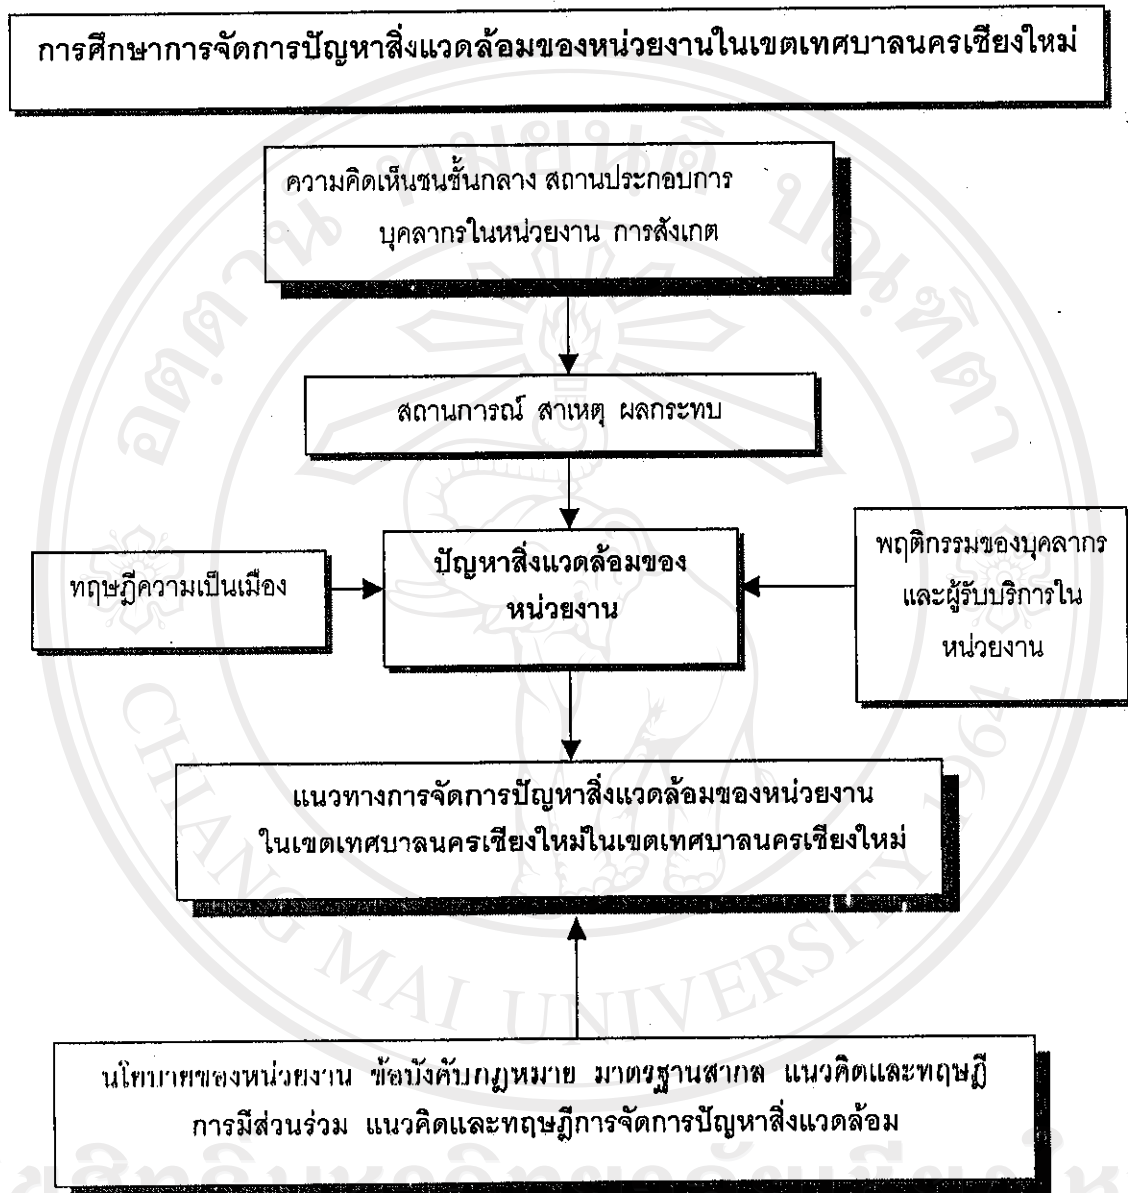 การศึกษาการจัดการปัญหาสิ่งแวดล้อมของหน่วยงานในเขตเทศบาลนครเชียงใหม่
ความคิดเห็นชนชั้นกลาง สถานประกอบการ
บุคลากรในหน่วยงาน การสังเกต
สถานการณ์ สาเหตุ ผลกระทบ
ทฤษฎีความเป็นเมือง
ปัญหาสิ่งแวดล้อมของ
หน่วยงาน
พฤติกรรมของบุคลากร
และผู้รับบริการใน
หน่วยงาน
แนวทางการจัดการปัญหาสิ่งแวดล้อมของหน่วยงาน
ในเขตเทศบาลนครเชียงใหม่ในเขตเทศบาลนครเชียงใหม่
นโยบายของหน่วยงาน ข้อบังคับกฎหมาย มาตรฐานสากล แนวคิดและทฤษฎี
การมีส่วนร่วม แนวคิดและทฤษฎีการจัดการปัญหาสิ่งแวดล้อม
CHIANG MAI UNIVERSITY 1964